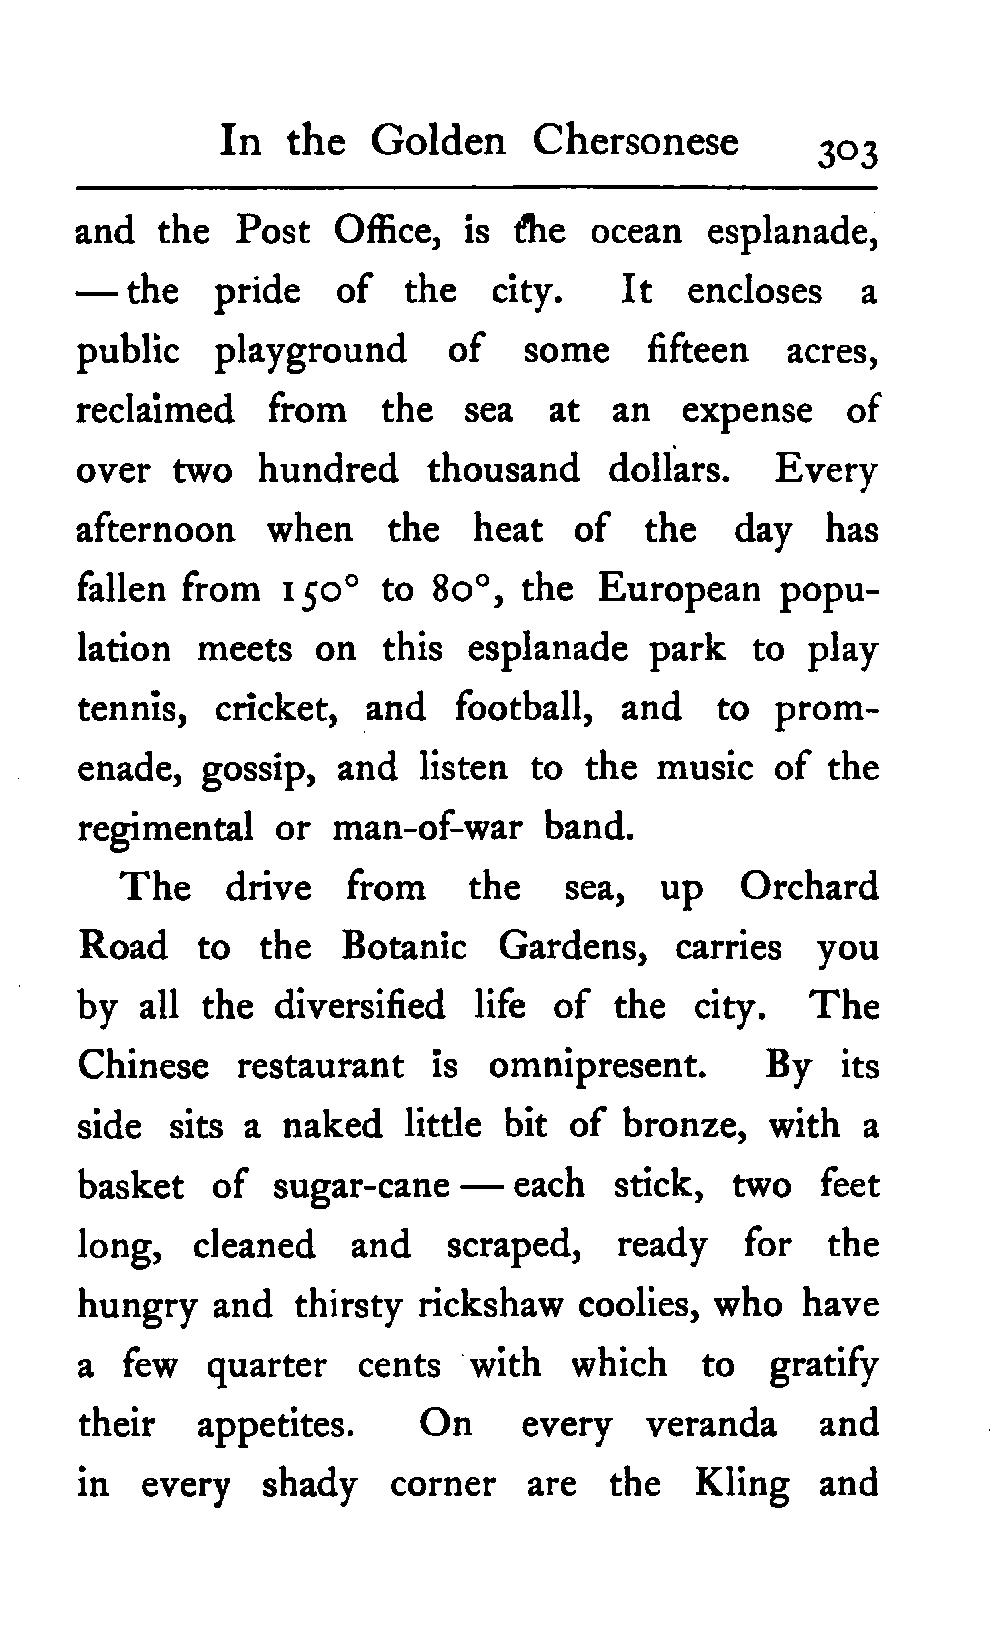 In the Golden Chersonese 303
and the Post Office, is the ocean esplanade,
— the pride of the city. It encloses a
public playground of some fifteen acres,
reclaimed from the sea at an expense of
over two hundred thousand dollars. Every
afternoon when the heat of the day has
fallen from 150° to 80°, the European popu-
lation meets on this esplanade park to play
tennis, cricket, and football, and to prom-
enade, gossip, and listen to the music of the
regimental or man-of-war band.
The drive from the sea, up Orchard
Road to the Botanic Gardens, carries you
by all the diversified life of the city. The
Chinese restaurant is omnipresent. By its
side sits a naked little bit of bronze, with a
basket of sugar-cane — each stick, two feet
long, cleaned and scraped, ready for the
hungry and thirsty rickshaw coolies, who have
a few quarter cents with which to gratify
their appetites. On every veranda and
in every shady corner are the Kling and